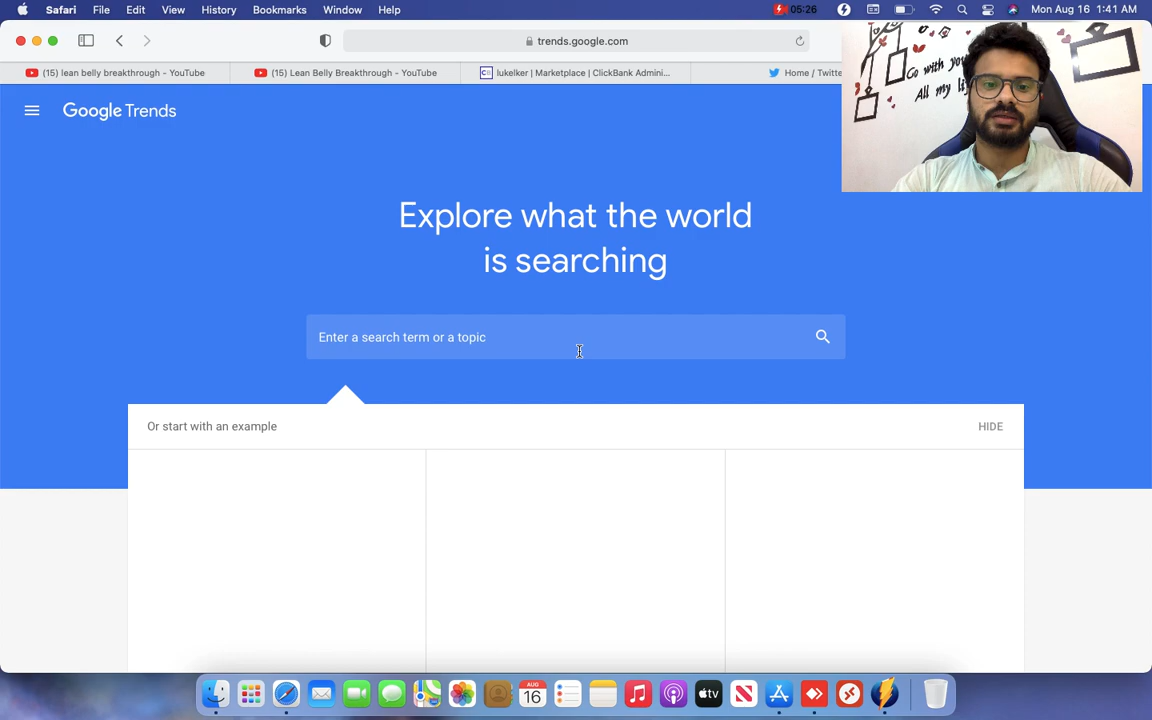 Safari File Edit View History Bookmarks Window Help 05:26 Mon Aug 16 1:41 AM
trends.google.com
(15) lean belly breakthrough - YouTube (15) Lean Belly Breakthrough - YouTube lukelker | Marketplace | ClickBank Admini... Home / Twitte
Go with you
All my li
Google Trends
Explore what the world
is searching
Enter a search term or a topic
Or start with an example HIDE
AUG
16
tv